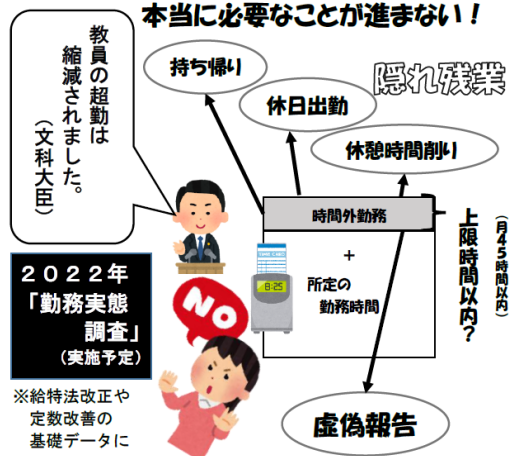 本当に必要なことが進まない！
教員の超勤は
縮減されました。
（文科大臣）
持ち帰り
休日出勤
隠れ残業
休憩時間削り
時間外勤務
＋
所定の
勤務時間
TIME CARD
8:25
上限時間以内？
（月４５時間以内）
２０２２年
「勤務実態
調査」
（実施予定）
NO
※給特法改正や
定数改善の
基礎データに
虚偽報告